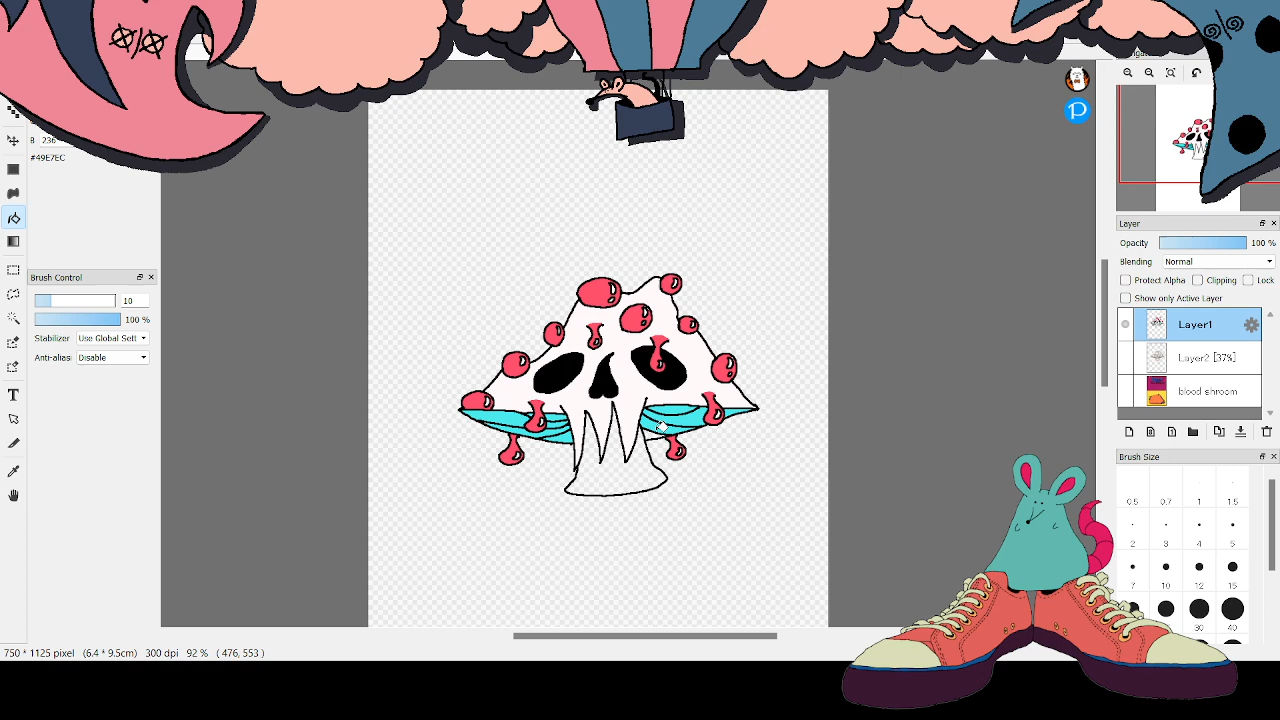 B 236
#49E7EC
Brush Control
10
100 %
Stabilizer Use Global Sett
Anti-alias Disable
P
Layer
Opacity 100 %
Blending Normal
Protect Alpha Clipping Lock
Show only Active Layer
Layer1
Layer2 [37%]
blood shroom
Brush Size
0.5 0.7 1 1.5
2 3 4 5
7 10 12 15
30 40
T
750 * 1125 pixel (6.4 * 9.5cm) 300 dpi 92 % ( 476, 553 )